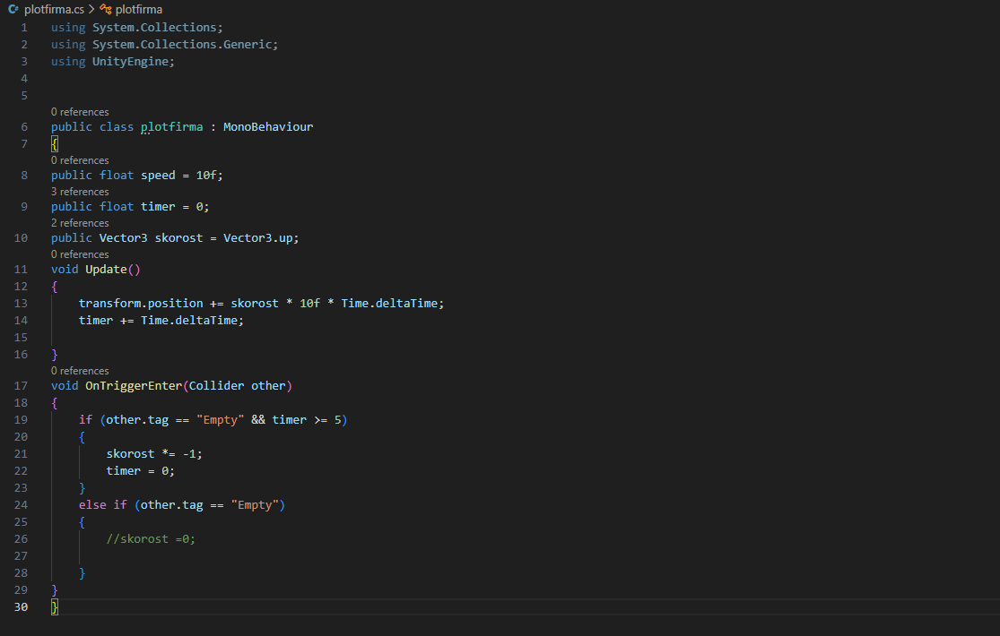 plotfirma.cs > plotfirma
1 using System.Collections;
2 using System.Collections.Generic;
3 using UnityEngine;
4
5
0 references
6 public class plotfirma : MonoBehaviour
7 {
0 references
8 public float speed = 10f;
3 references
9 public float timer = 0;
2 references
10 public Vector3 skorost = Vector3.up;
0 references
11 void Update()
12 {
13 transform.position += skorost * 10f * Time.deltaTime;
14 timer += Time.deltaTime;
15
16 }
0 references
17 void OnTriggerEnter(Collider other)
18 {
19 if (other.tag == "Empty" && timer >= 5)
20 {
21 skorost *= -1;
22 timer = 0;
23 }
24 else if (other.tag == "Empty")
25 {
26 //skorost =0;
27
28 }
29 }
30 }